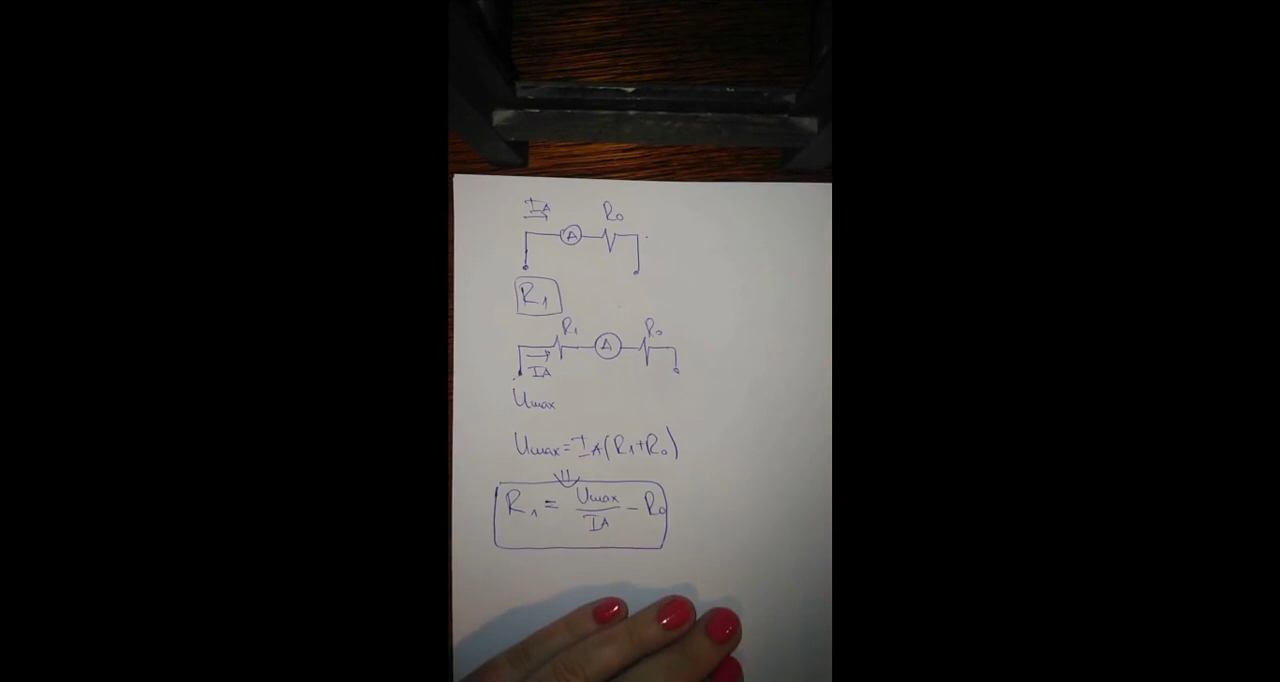 IA R0
A
R1
R1 A R0
IA
Umax
Umax=IA(R1+R0)
⇓
R1 = Umax/IA - R0